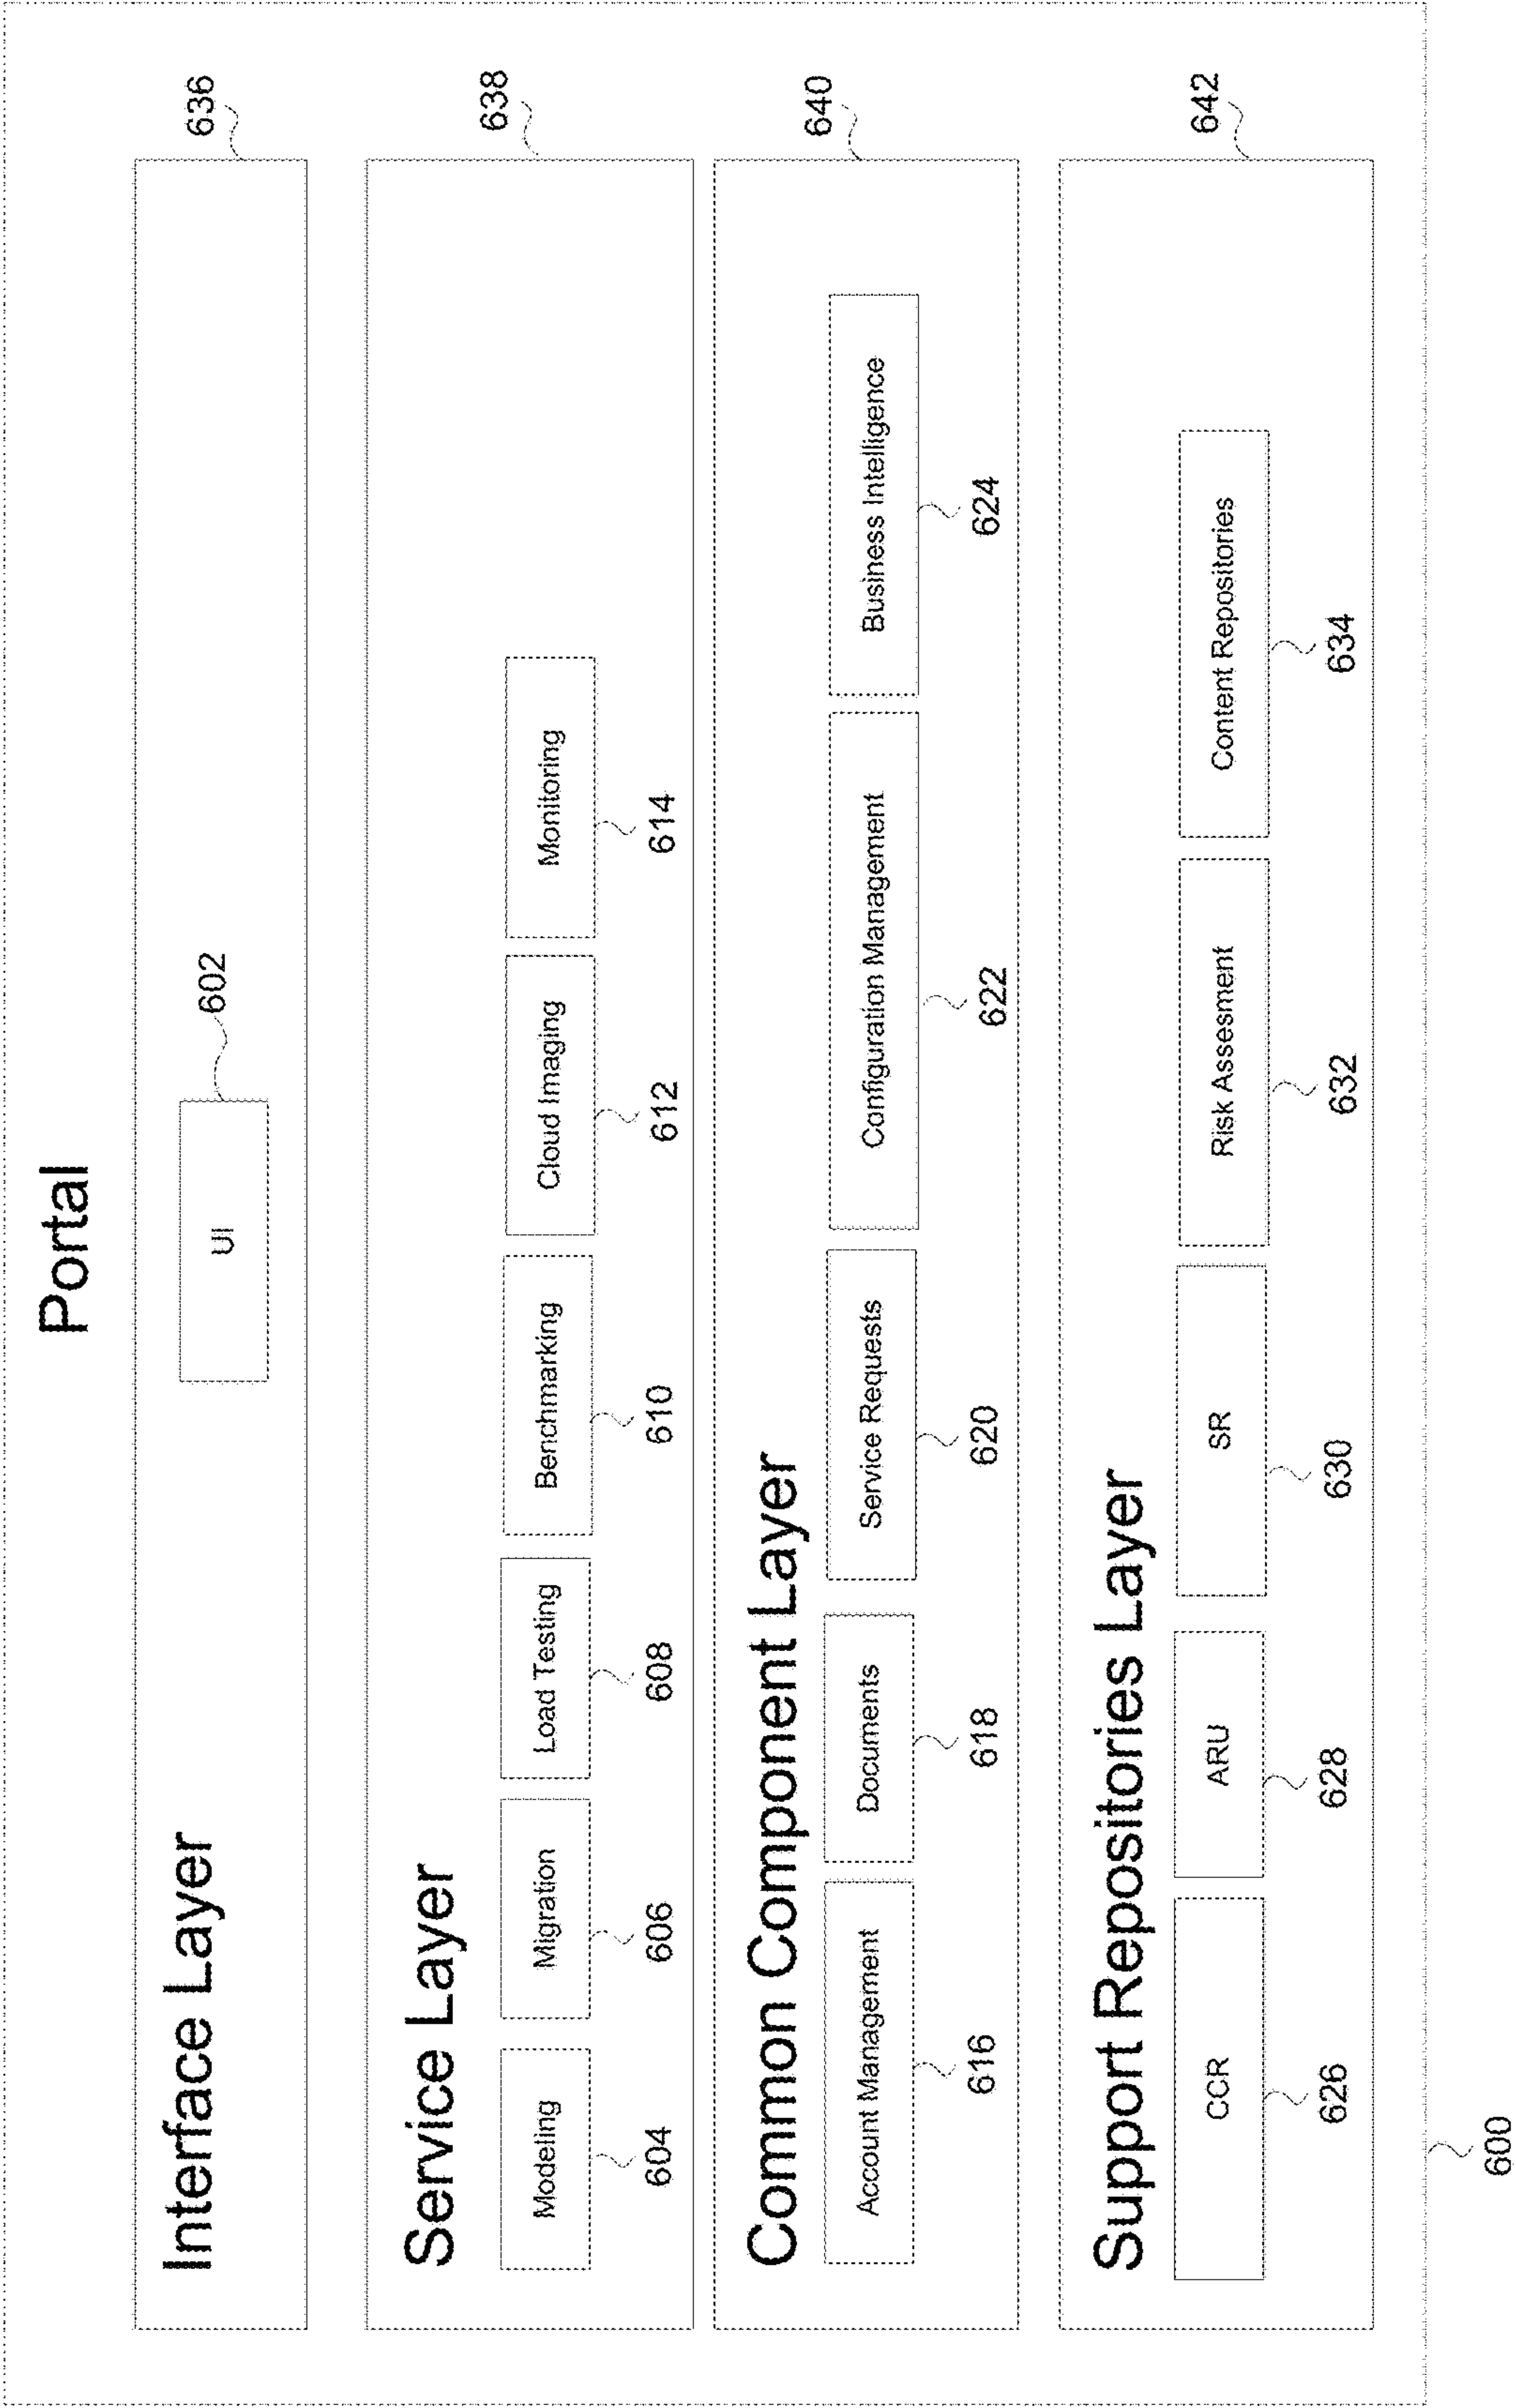 Portal
636
Interface Layer
UI
602
638
Service Layer
Modeling
Migration
Load Testing
Benchmarking
Cloud Imaging
Monitoring
604
606
608
610
612
614
640
Common Component Layer
Account Management
Documents
Service Requests
Configuration Management
Business Intelligence
616
618
620
622
624
642
Support Repositories Layer
CCR
ARU
SR
Risk Assesment
Content Repositories
626
628
630
632
634
600